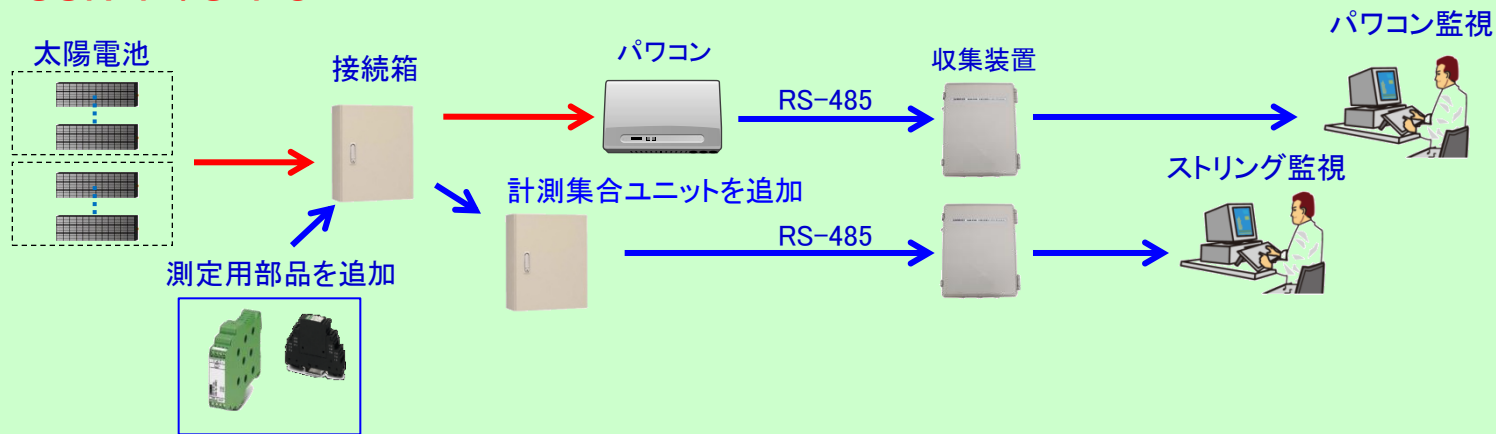 パワコン監視
太陽電池
接続箱
パワコン
収集装置
RS-485
ストリング監視
計測集合ユニットを追加
RS-485
測定用部品を追加